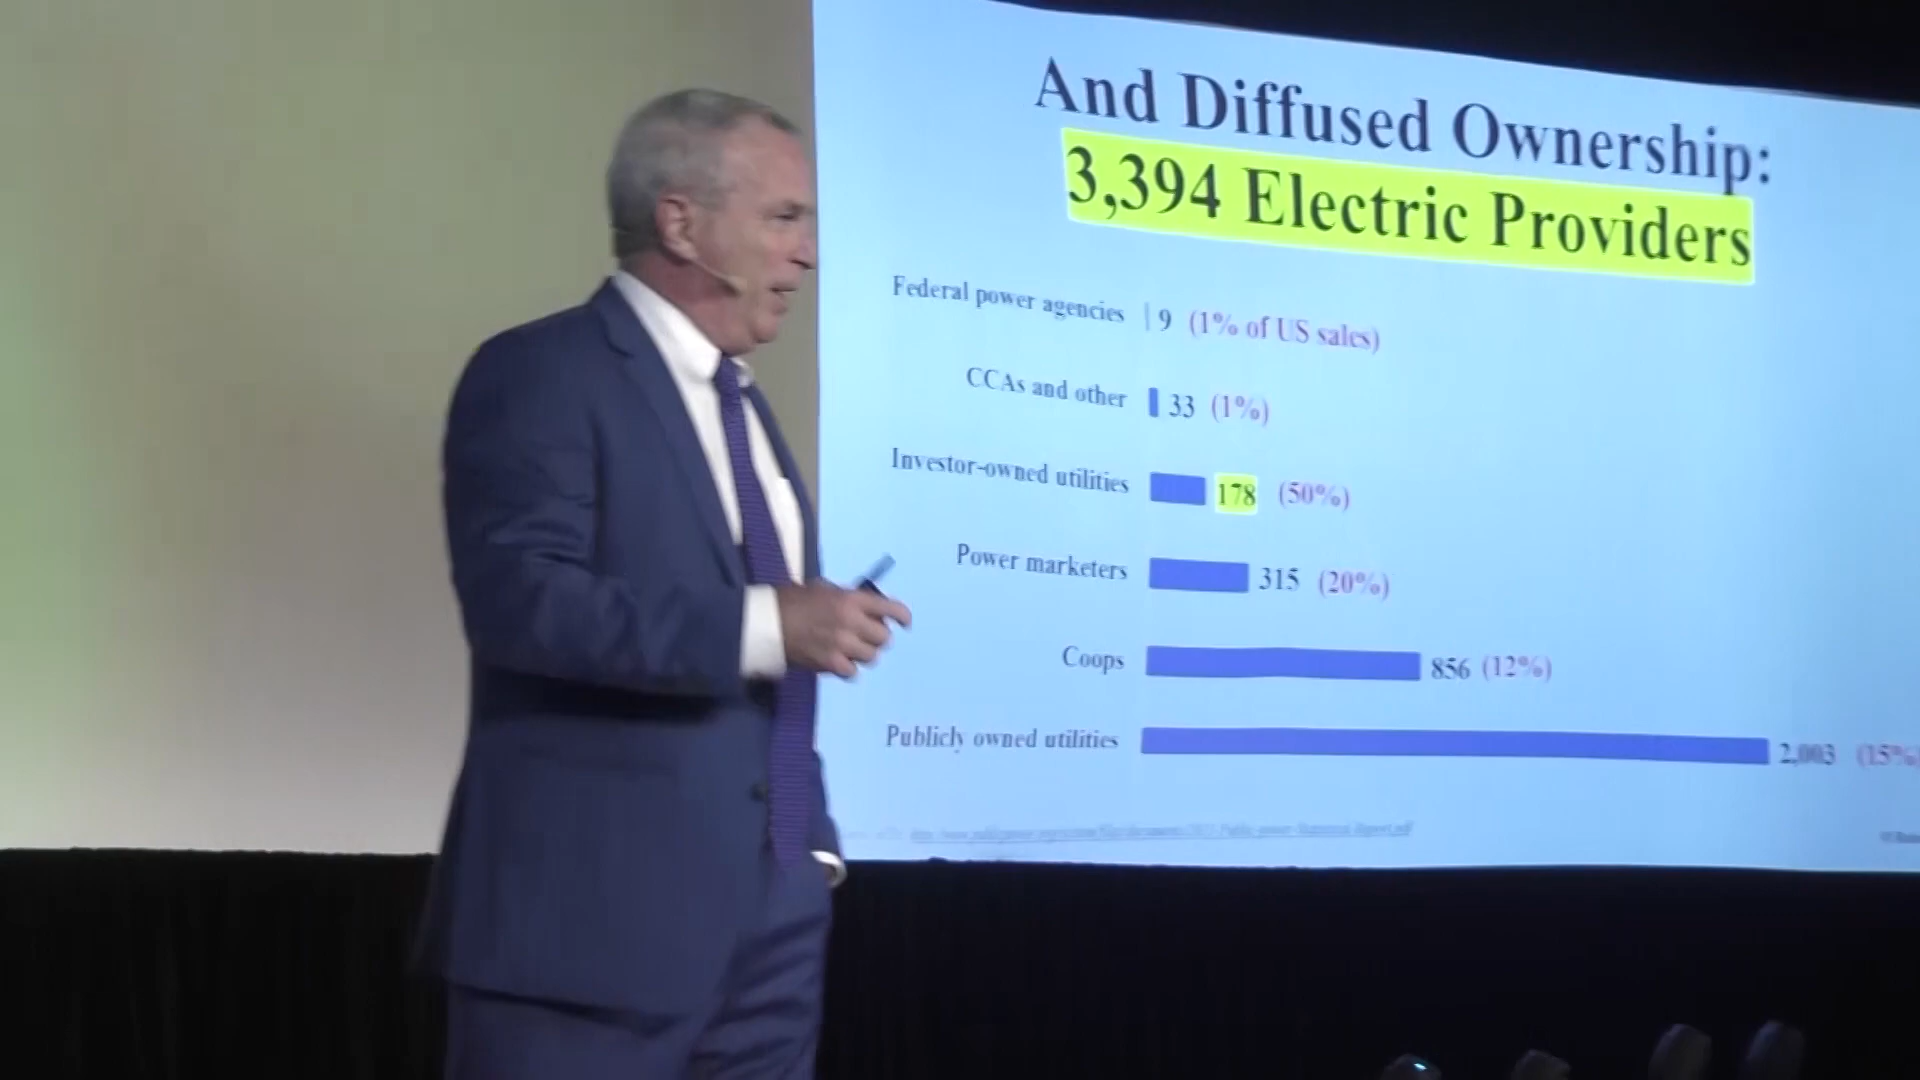 And Diffused Ownership:
3,394 Electric Providers
Federal power agencies 9 (1% of US sales)
CCAs and other 33 (1%)
Investor-owned utilities 178 (50%)
Power marketers 315 (20%)
Coops 856 (12%)
Publicly owned utilities 2,003 (15%)